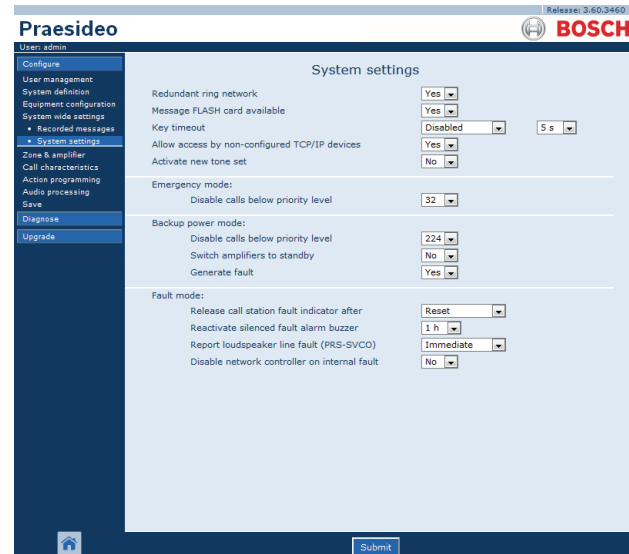 Release: 3.60.3460
Praesideo
BOSCH
User: admin
Configure
User management
System definition
Equipment configuration
System wide settings
• Recorded messages
• System settings
Zone & amplifier
Call characteristics
Action programming
Audio processing
Save
Diagnose
Upgrade
System settings
Redundant ring network Yes
Message FLASH card available Yes
Key timeout Disabled 5 s
Allow access by non-configured TCP/IP devices Yes
Activate new tone set No
Emergency mode:
Disable calls below priority level 32
Backup power mode:
Disable calls below priority level 224
Switch amplifiers to standby No
Generate fault Yes
Fault mode:
Release call station fault indicator after Reset
Reactivate silenced fault alarm buzzer 1 h
Report loudspeaker line fault (PRS-SVCO) Immediate
Disable network controller on internal fault No
Submit